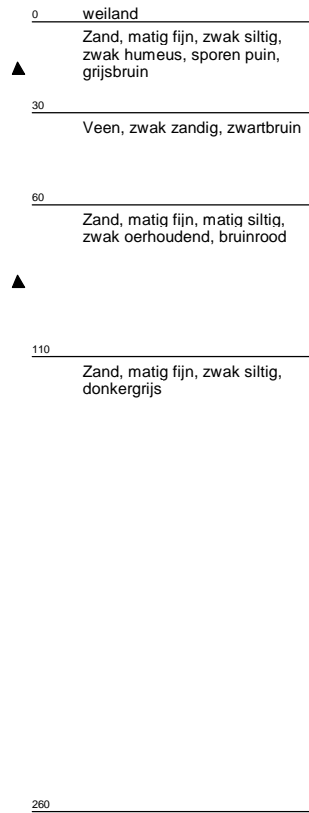 0 weiland
Zand, matig fijn, zwak siltig,
zwak humeus, sporen puin,
grijsbruin
30
Veen, zwak zandig, zwartbruin
60
Zand, matig fijn, matig siltig,
zwak oerhoudend, bruinrood
110
Zand, matig fijn, zwak siltig,
donkergrijs
260